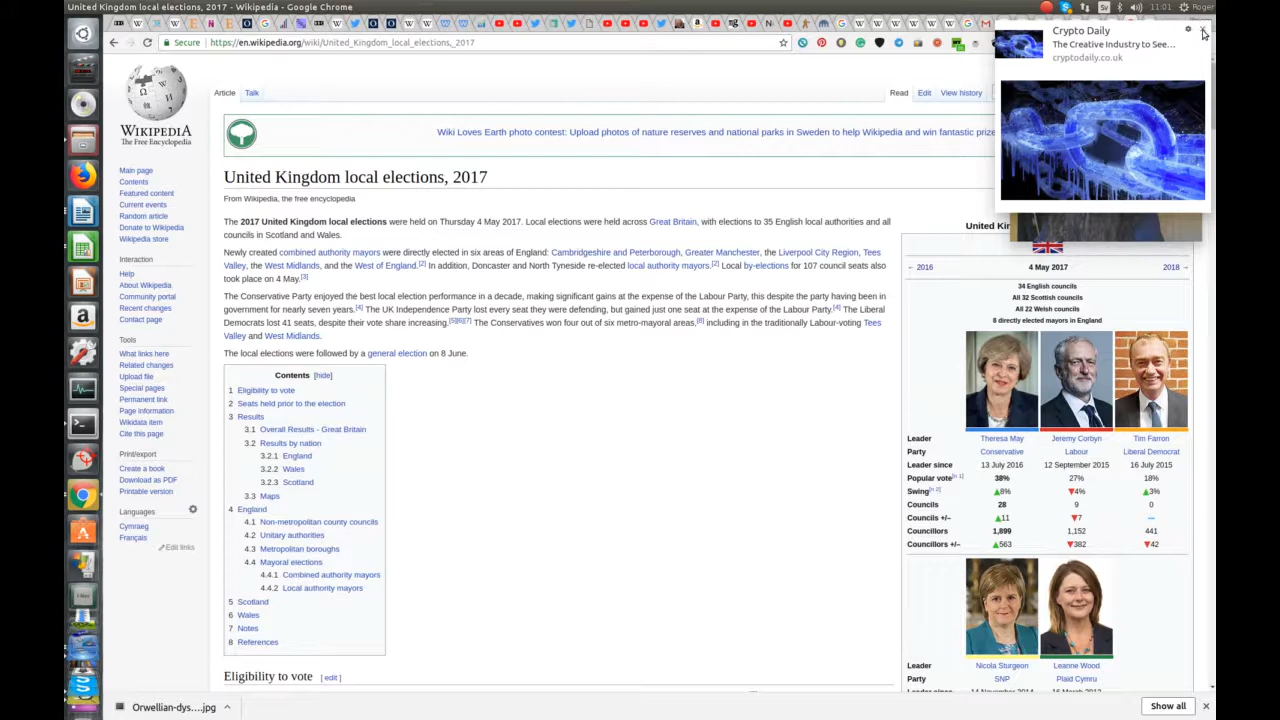 United Kingdom local elections, 2017 - Wikipedia - Google Chrome
Sv
11:01
Roger
Secure
https://en.wikipedia.org/wiki/United_Kingdom_local_elections,_2017
Crypto Daily
The Creative Industry to See...
cryptodaily.co.uk
WIKIPEDIA
The Free Encyclopedia
Main page
Contents
Featured content
Current events
Random article
Donate to Wikipedia
Wikipedia store
Interaction
Help
About Wikipedia
Community portal
Recent changes
Contact page
Tools
What links here
Related changes
Upload file
Special pages
Permanent link
Page information
Wikidata item
Cite this page
Print/export
Create a book
Download as PDF
Printable version
Languages
Cymraeg
Français
Edit links
Article Talk
Read Edit View history
Wiki Loves Earth photo contest: Upload photos of nature reserves and national parks in Sweden to help Wikipedia and win fantastic prize
United Kingdom local elections, 2017
From Wikipedia, the free encyclopedia
The 2017 United Kingdom local elections were held on Thursday 4 May 2017. Local elections were held across Great Britain, with elections to 35 English local authorities and all
councils in Scotland and Wales.
Newly created combined authority mayors were directly elected in six areas of England: Cambridgeshire and Peterborough, Greater Manchester, the Liverpool City Region, Tees
Valley, the West Midlands, and the West of England.[2] In addition, Doncaster and North Tyneside re-elected local authority mayors.[2] Local by-elections for 107 council seats also
took place on 4 May.[3]
The Conservative Party enjoyed the best local election performance in a decade, making significant gains at the expense of the Labour Party, this despite the party having been in
government for nearly seven years.[4] The UK Independence Party lost every seat they were defending, but gained just one seat at the expense of the Labour Party.[4] The Liberal
Democrats lost 41 seats, despite their vote share increasing.[5][6][7] The Conservatives won four out of six metro-mayoral areas,[8] including in the traditionally Labour-voting Tees
Valley and West Midlands.
The local elections were followed by a general election on 8 June.
Contents [hide]
1 Eligibility to vote
2 Seats held prior to the election
3 Results
3.1 Overall Results - Great Britain
3.2 Results by nation
3.2.1 England
3.2.2 Wales
3.2.3 Scotland
3.3 Maps
4 England
4.1 Non-metropolitan county councils
4.2 Unitary authorities
4.3 Metropolitan boroughs
4.4 Mayoral elections
4.4.1 Combined authority mayors
4.4.2 Local authority mayors
5 Scotland
6 Wales
7 Notes
8 References
Eligibility to vote [ edit ]
United Kin
← 2016 4 May 2017 2018 →
34 English councils
All 32 Scottish councils
All 22 Welsh councils
8 directly elected mayors in England
Leader Theresa May Jeremy Corbyn Tim Farron
Party Conservative Labour Liberal Democrat
Leader since 13 July 2016 12 September 2015 16 July 2015
Popular vote[n 1] 38% 27% 18%
Swing[n 2] ▲8% ▼4% ▲3%
Councils 28 9 0
Councils +/– ▲11 ▼7 —
Councillors 1,899 1,152 441
Councillors +/– ▲563 ▼382 ▼42
Leader Nicola Sturgeon Leanne Wood
Party SNP Plaid Cymru
Leader since 14 November 2014 16 March 2012
Orwellian-dys....jpg
Show all